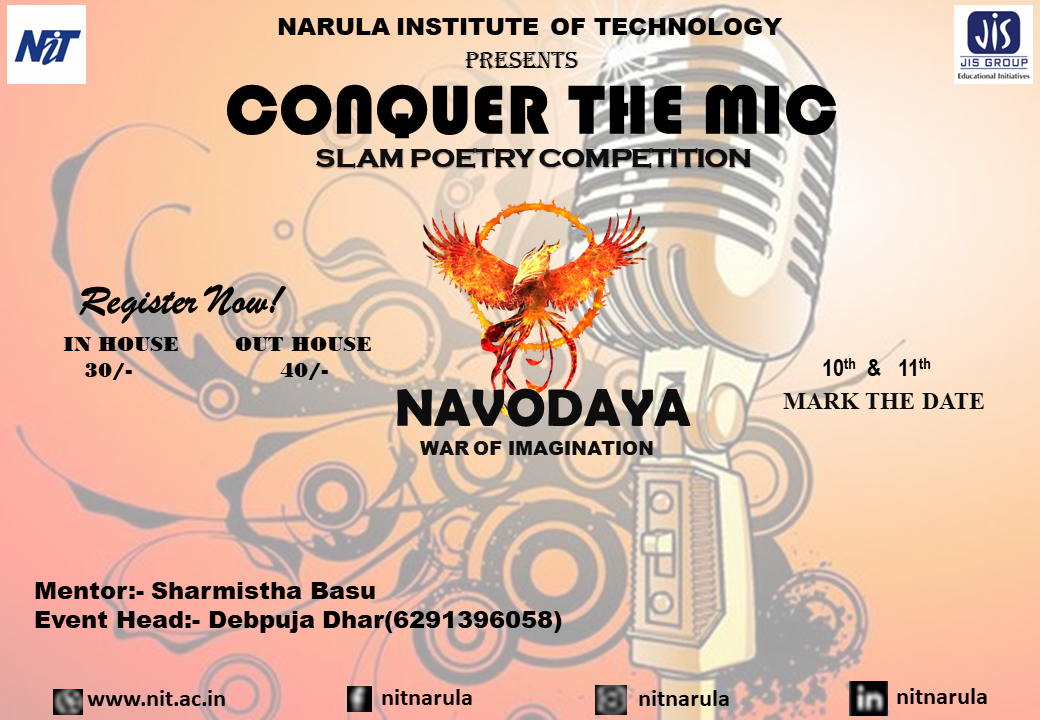 NiT
JIS
JIS GROUP
Educational Initiatives
NARULA INSTITUTE OF TECHNOLOGY
PRESENTS
CONQUER THE MIC
SLAM POETRY COMPETITION
Register Now!
IN HOUSE OUT HOUSE
30/- 40/-
10th & 11th
MARK THE DATE
NAVODAYA
WAR OF IMAGINATION
Mentor:- Sharmistha Basu
Event Head:- Debpuja Dhar(6291396058)
www.nit.ac.in f nitnarula nitnarula in nitnarula